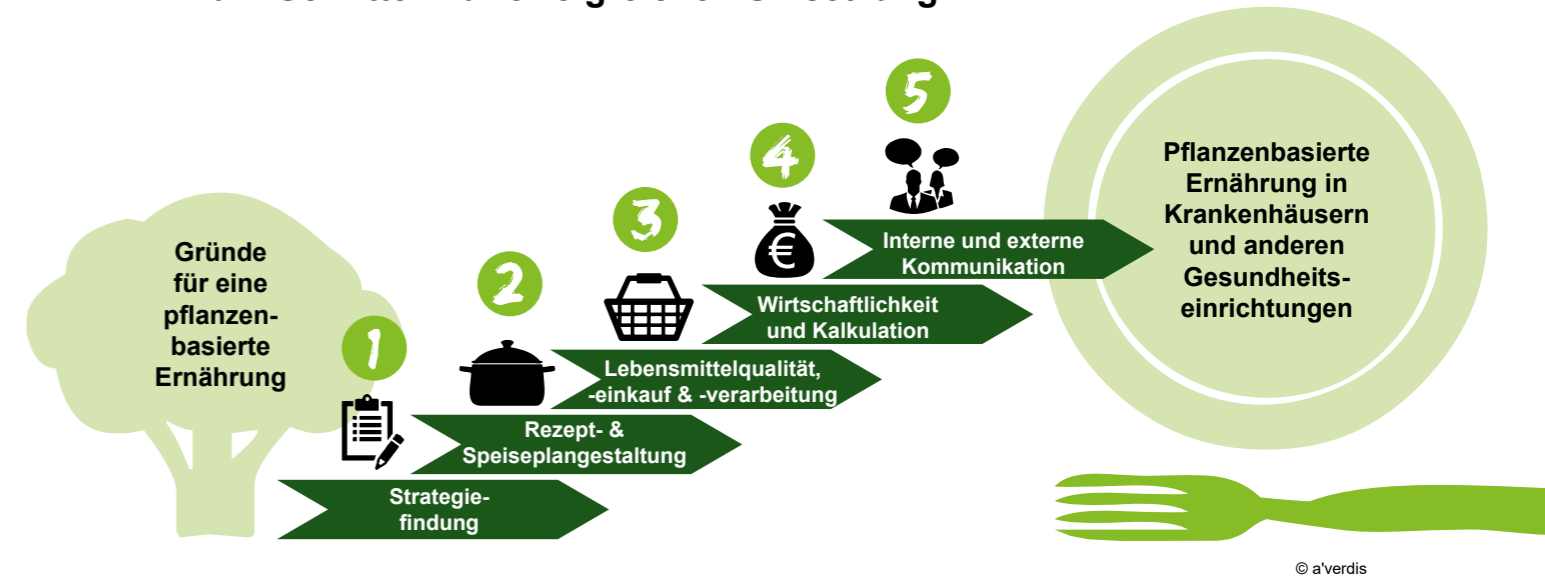 Gründe
für eine
pflanzen-
basierte
Ernährung
1
Strategie-
findung
2
Rezept- &
Speiseplangestaltung
3
Lebensmittelqualität,
-einkauf & -verarbeitung
4
€
Wirtschaftlichkeit
und Kalkulation
5
Interne und externe
Kommunikation
Pflanzenbasierte
Ernährung in
Krankenhäusern
und anderen
Gesundheits-
einrichtungen
© a'verdis